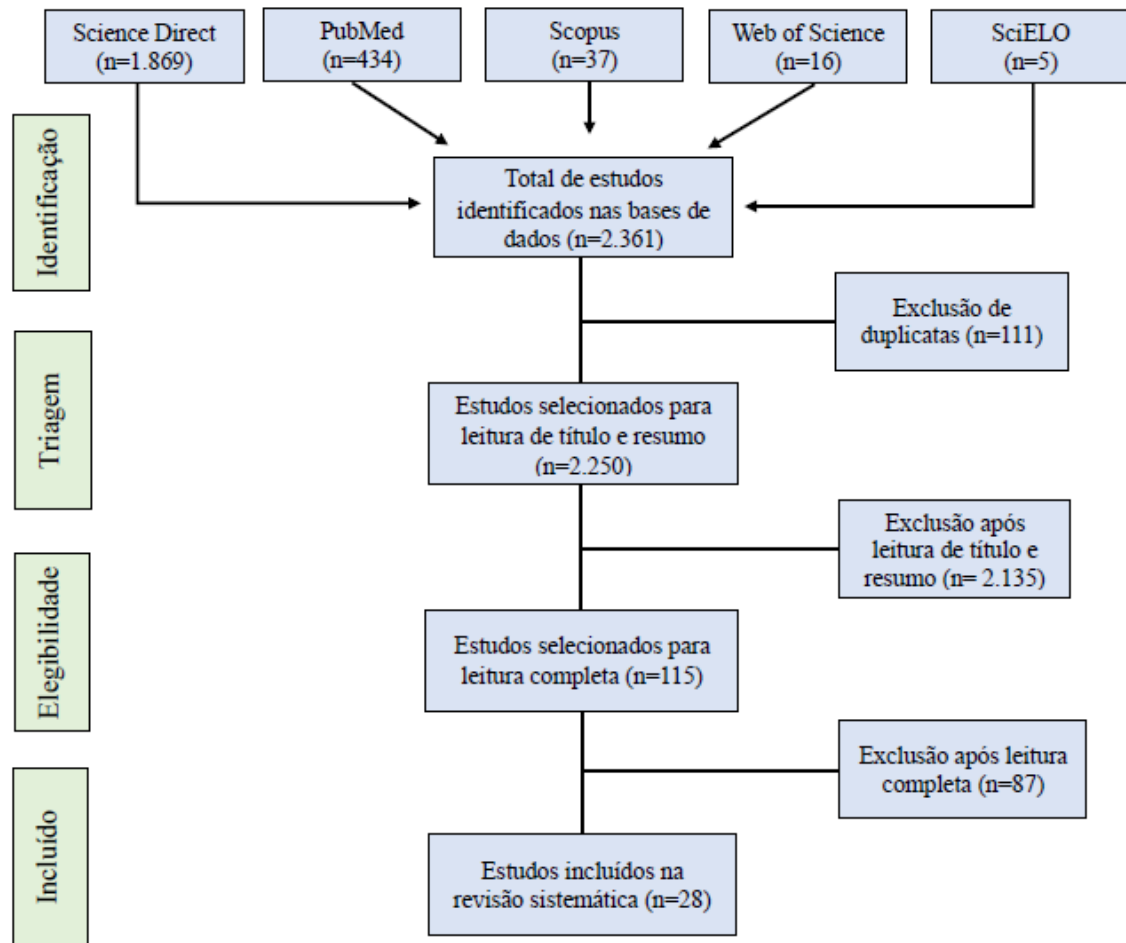 Science Direct
(n=1.869)
PubMed
(n=434)
Scopus
(n=37)
Web of Science
(n=16)
SciELO
(n=5)
Identificação
Total de estudos
identificados nas bases de
dados (n=2.361)
Exclusão de
duplicatas (n=111)
Triagem
Estudos selecionados para
leitura de título e resumo
(n=2.250)
Exclusão após
leitura de título e
resumo (n= 2.135)
Elegibilidade
Estudos selecionados para
leitura completa (n=115)
Exclusão após leitura
completa (n=87)
Incluído
Estudos incluídos na
revisão sistemática (n=28)